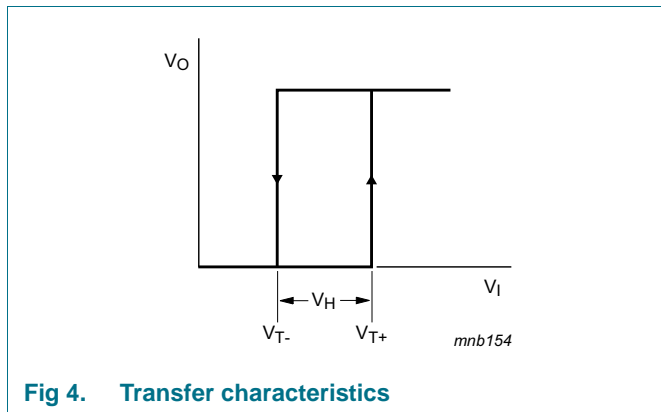 VO
VH
VI
VT-
VT+
mnb154
Fig 4. Transfer characteristics